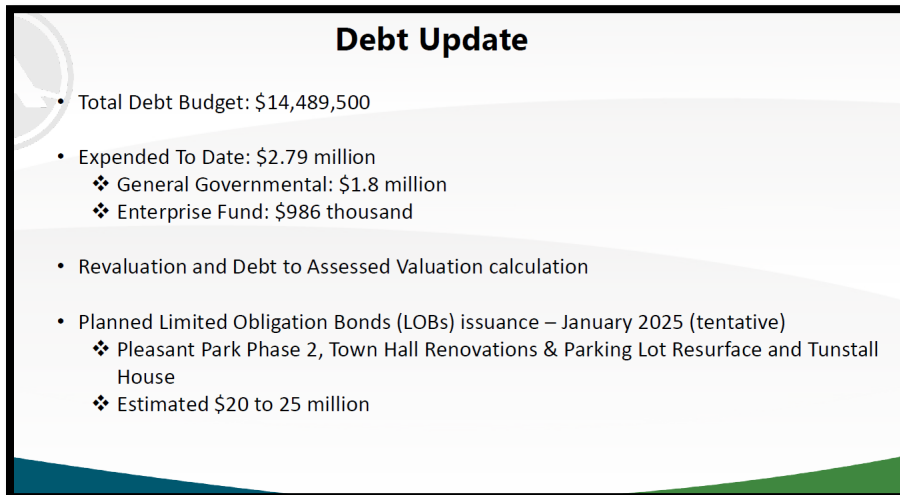 Debt Update
• Total Debt Budget: $14,489,500
• Expended To Date: $2.79 million
❖ General Governmental: $1.8 million
❖ Enterprise Fund: $986 thousand
• Revaluation and Debt to Assessed Valuation calculation
• Planned Limited Obligation Bonds (LOBs) issuance – January 2025 (tentative)
❖ Pleasant Park Phase 2, Town Hall Renovations & Parking Lot Resurface and Tunstall
House
❖ Estimated $20 to 25 million